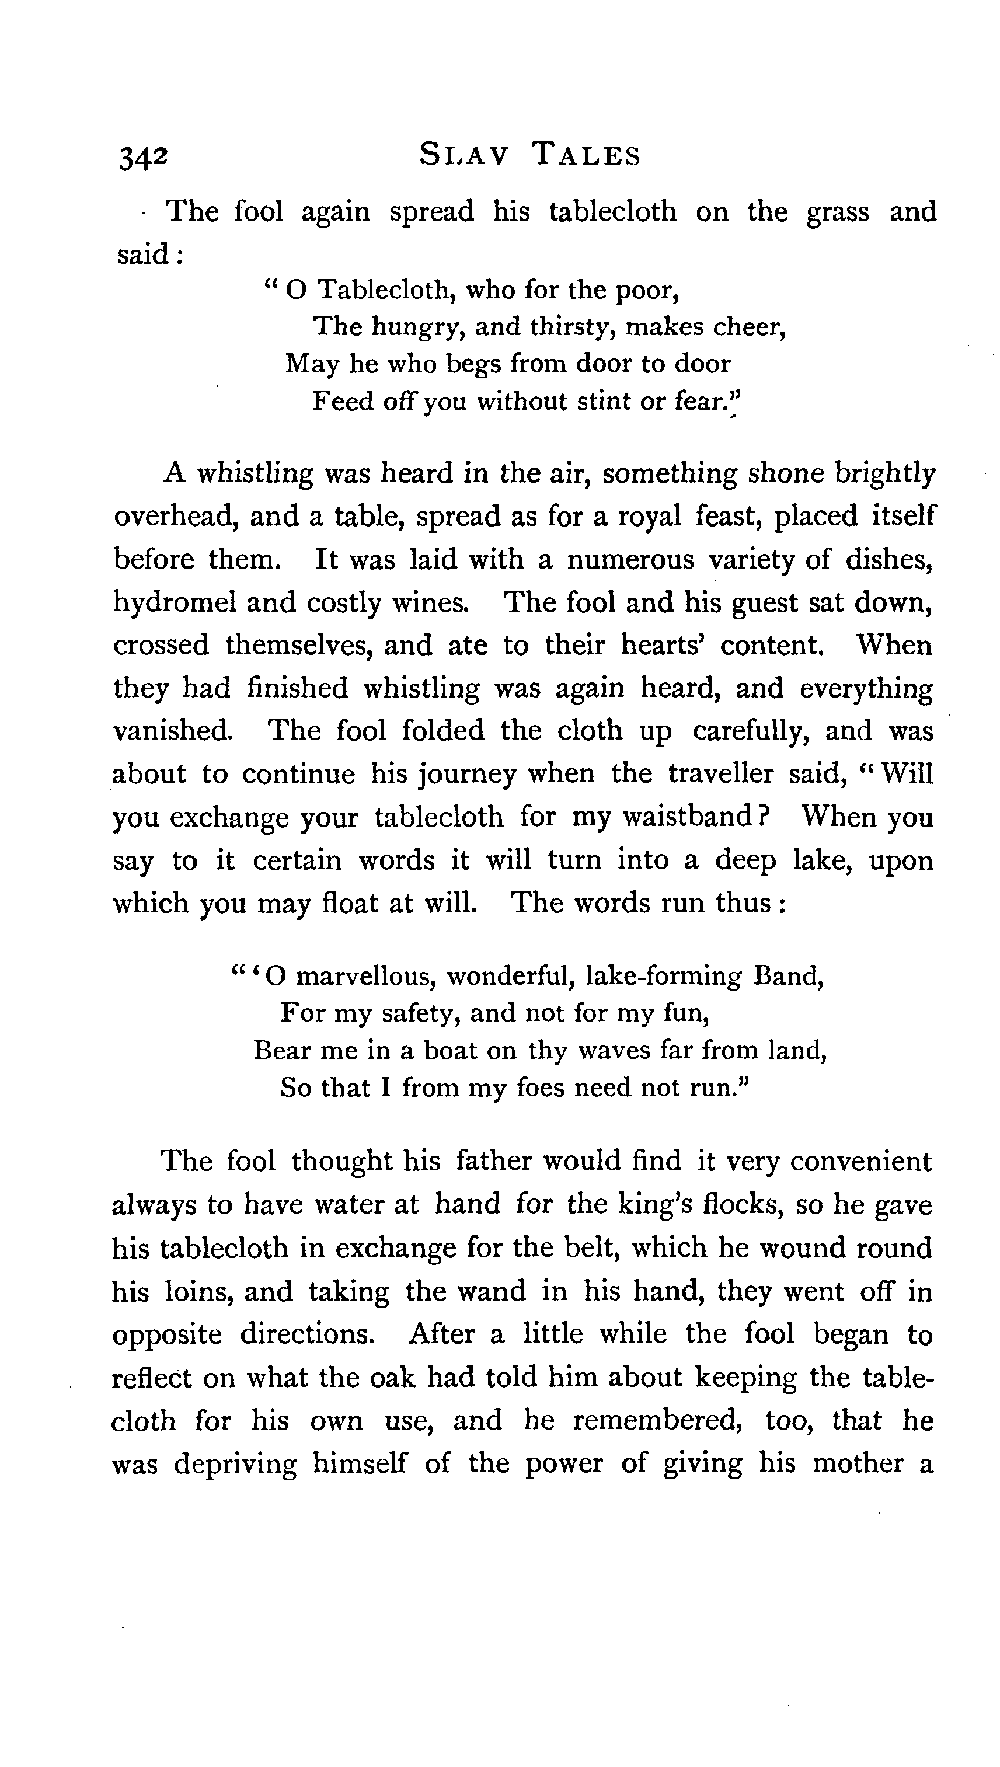 342 SLAV TALES
The fool again spread his tablecloth on the grass and
said :
“ O Tablecloth, who for the poor,
The hungry, and thirsty, makes cheer,
May he who begs from door to door
Feed off you without stint or fear.”
A whistling was heard in the air, something shone brightly
overhead, and a table, spread as for a royal feast, placed itself
before them. It was laid with a numerous variety of dishes,
hydromel and costly wines. The fool and his guest sat down,
crossed themselves, and ate to their hearts’ content. When
they had finished whistling was again heard, and everything
vanished. The fool folded the cloth up carefully, and was
about to continue his journey when the traveller said, “ Will
you exchange your tablecloth for my waistband ? When you
say to it certain words it will turn into a deep lake, upon
which you may float at will. The words run thus :
“ ‘ O marvellous, wonderful, lake-forming Band,
For my safety, and not for my fun,
Bear me in a boat on thy waves far from land,
So that I from my foes need not run.”
The fool thought his father would find it very convenient
always to have water at hand for the king’s flocks, so he gave
his tablecloth in exchange for the belt, which he wound round
his loins, and taking the wand in his hand, they went off in
opposite directions. After a little while the fool began to
reflect on what the oak had told him about keeping the table-
cloth for his own use, and he remembered, too, that he
was depriving himself of the power of giving his mother a